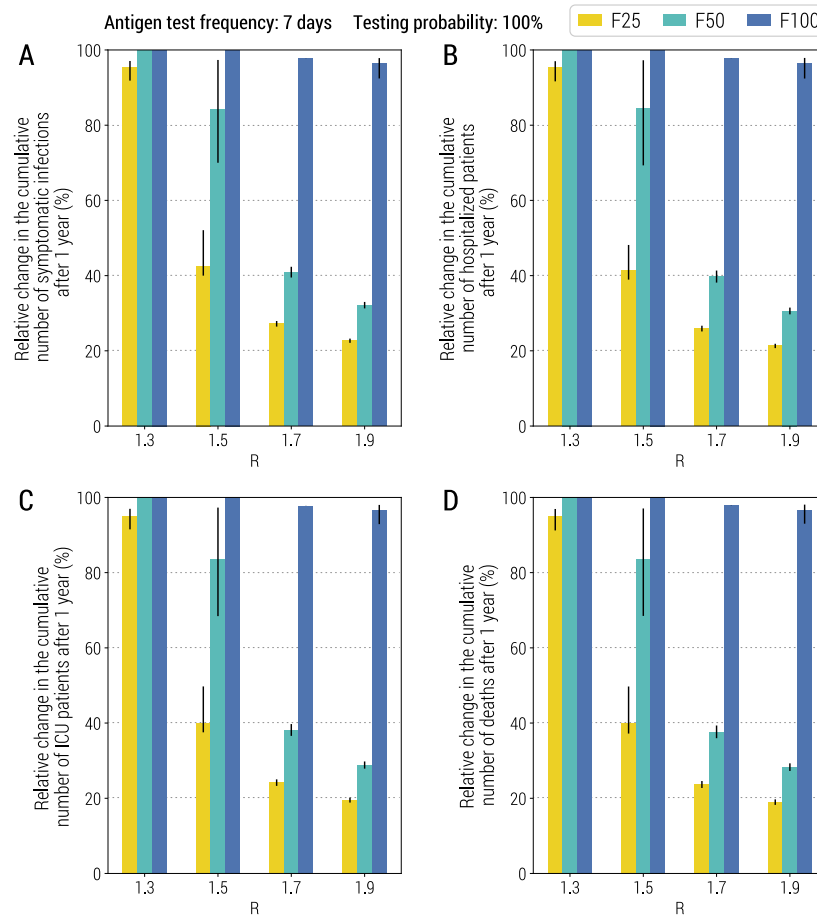 Antigen test frequency: 7 days Testing probability: 100%
F25 F50 F100
A
Relative change in the cumulative
number of symptomatic infections
after 1 year (%)
100
80
60
40
20
0
1.3 1.5 1.7 1.9
R
B
Relative change in the cumulative
number of hospitalized patients
after 1 year (%)
100
80
60
40
20
0
1.3 1.5 1.7 1.9
R
C
Relative change in the cumulative
number of ICU patients after 1 year (%)
100
80
60
40
20
0
1.3 1.5 1.7 1.9
R
D
Relative change in the cumulative
number of deaths after 1 year (%)
100
80
60
40
20
0
1.3 1.5 1.7 1.9
R